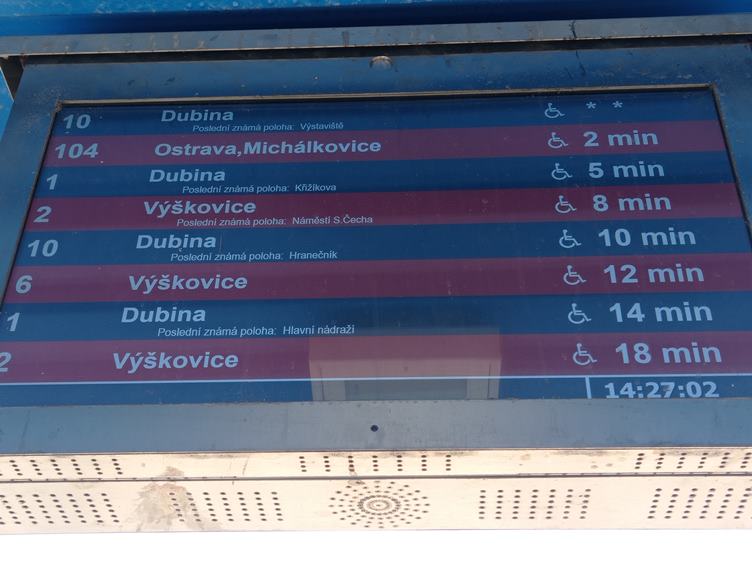 10 Dubina * *
Poslední známá poloha: Výstaviště
104 Ostrava,Michálkovice 2 min
1 Dubina 5 min
Poslední známá poloha: Křižíkova
2 Výškovice 8 min
Poslední známá poloha: Náměstí S.Čecha
10 Dubina 10 min
Poslední známá poloha: Hranečník
6 Výškovice 12 min
1 Dubina 14 min
Poslední známá poloha: Hlavní nádraží
2 Výškovice 18 min
14:27:02